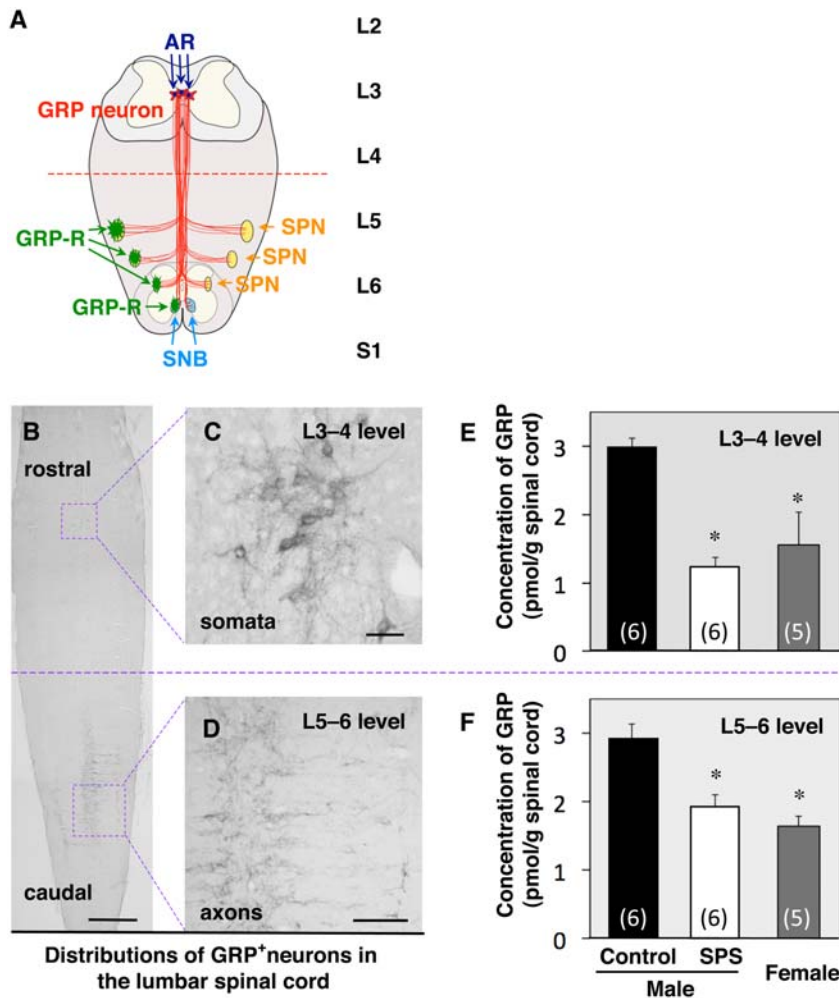 A
L2
AR
L3
GRP neuron
L4
L5
SPN
GRP-R
SPN
L6
SPN
GRP-R
SNB
S1
B
rostral
caudal
C
L3–4 level
somata
D
L5–6 level
axons
Distributions of GRP+neurons in
the lumbar spinal cord
E
Concentration of GRP
(pmol/g spinal cord)
L3–4 level
3
2
1
0
*
*
(6)
(6)
(5)
F
Concentration of GRP
(pmol/g spinal cord)
L5–6 level
3
2
1
0
*
*
(6)
(6)
(5)
Control SPS
Female
Male